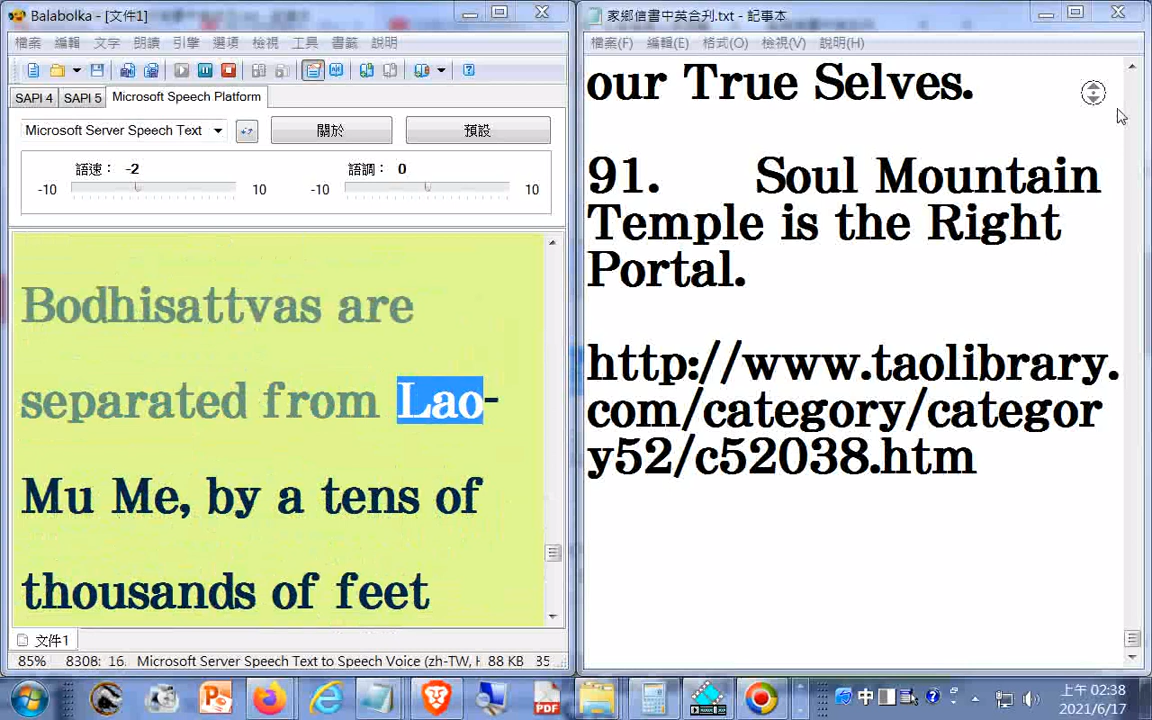 Balabolka - [文件1]
檔案 編輯 文字 朗讀 引擎 選項 檢視 工具 書籤 說明
SAPI 4 SAPI 5 Microsoft Speech Platform
Microsoft Server Speech Text 關於 預設
語速： -2 語調： 0
-10 10 -10 10
Bodhisattvas are
separated from Lao-
Mu Me, by a tens of
thousands of feet
文件1
85% 8308: 16. Microsoft Server Speech Text to Speech Voice (zh-TW, H 88 KB 35
家鄉信書中英合刋.txt - 記事本
檔案(F) 編輯(E) 格式(O) 檢視(V) 說明(H)
our True Selves.
91. Soul Mountain
Temple is the Right
Portal.
http://www.taolibrary.
com/category/categor
y52/c52038.htm
中
上午 02:38
2021/6/17